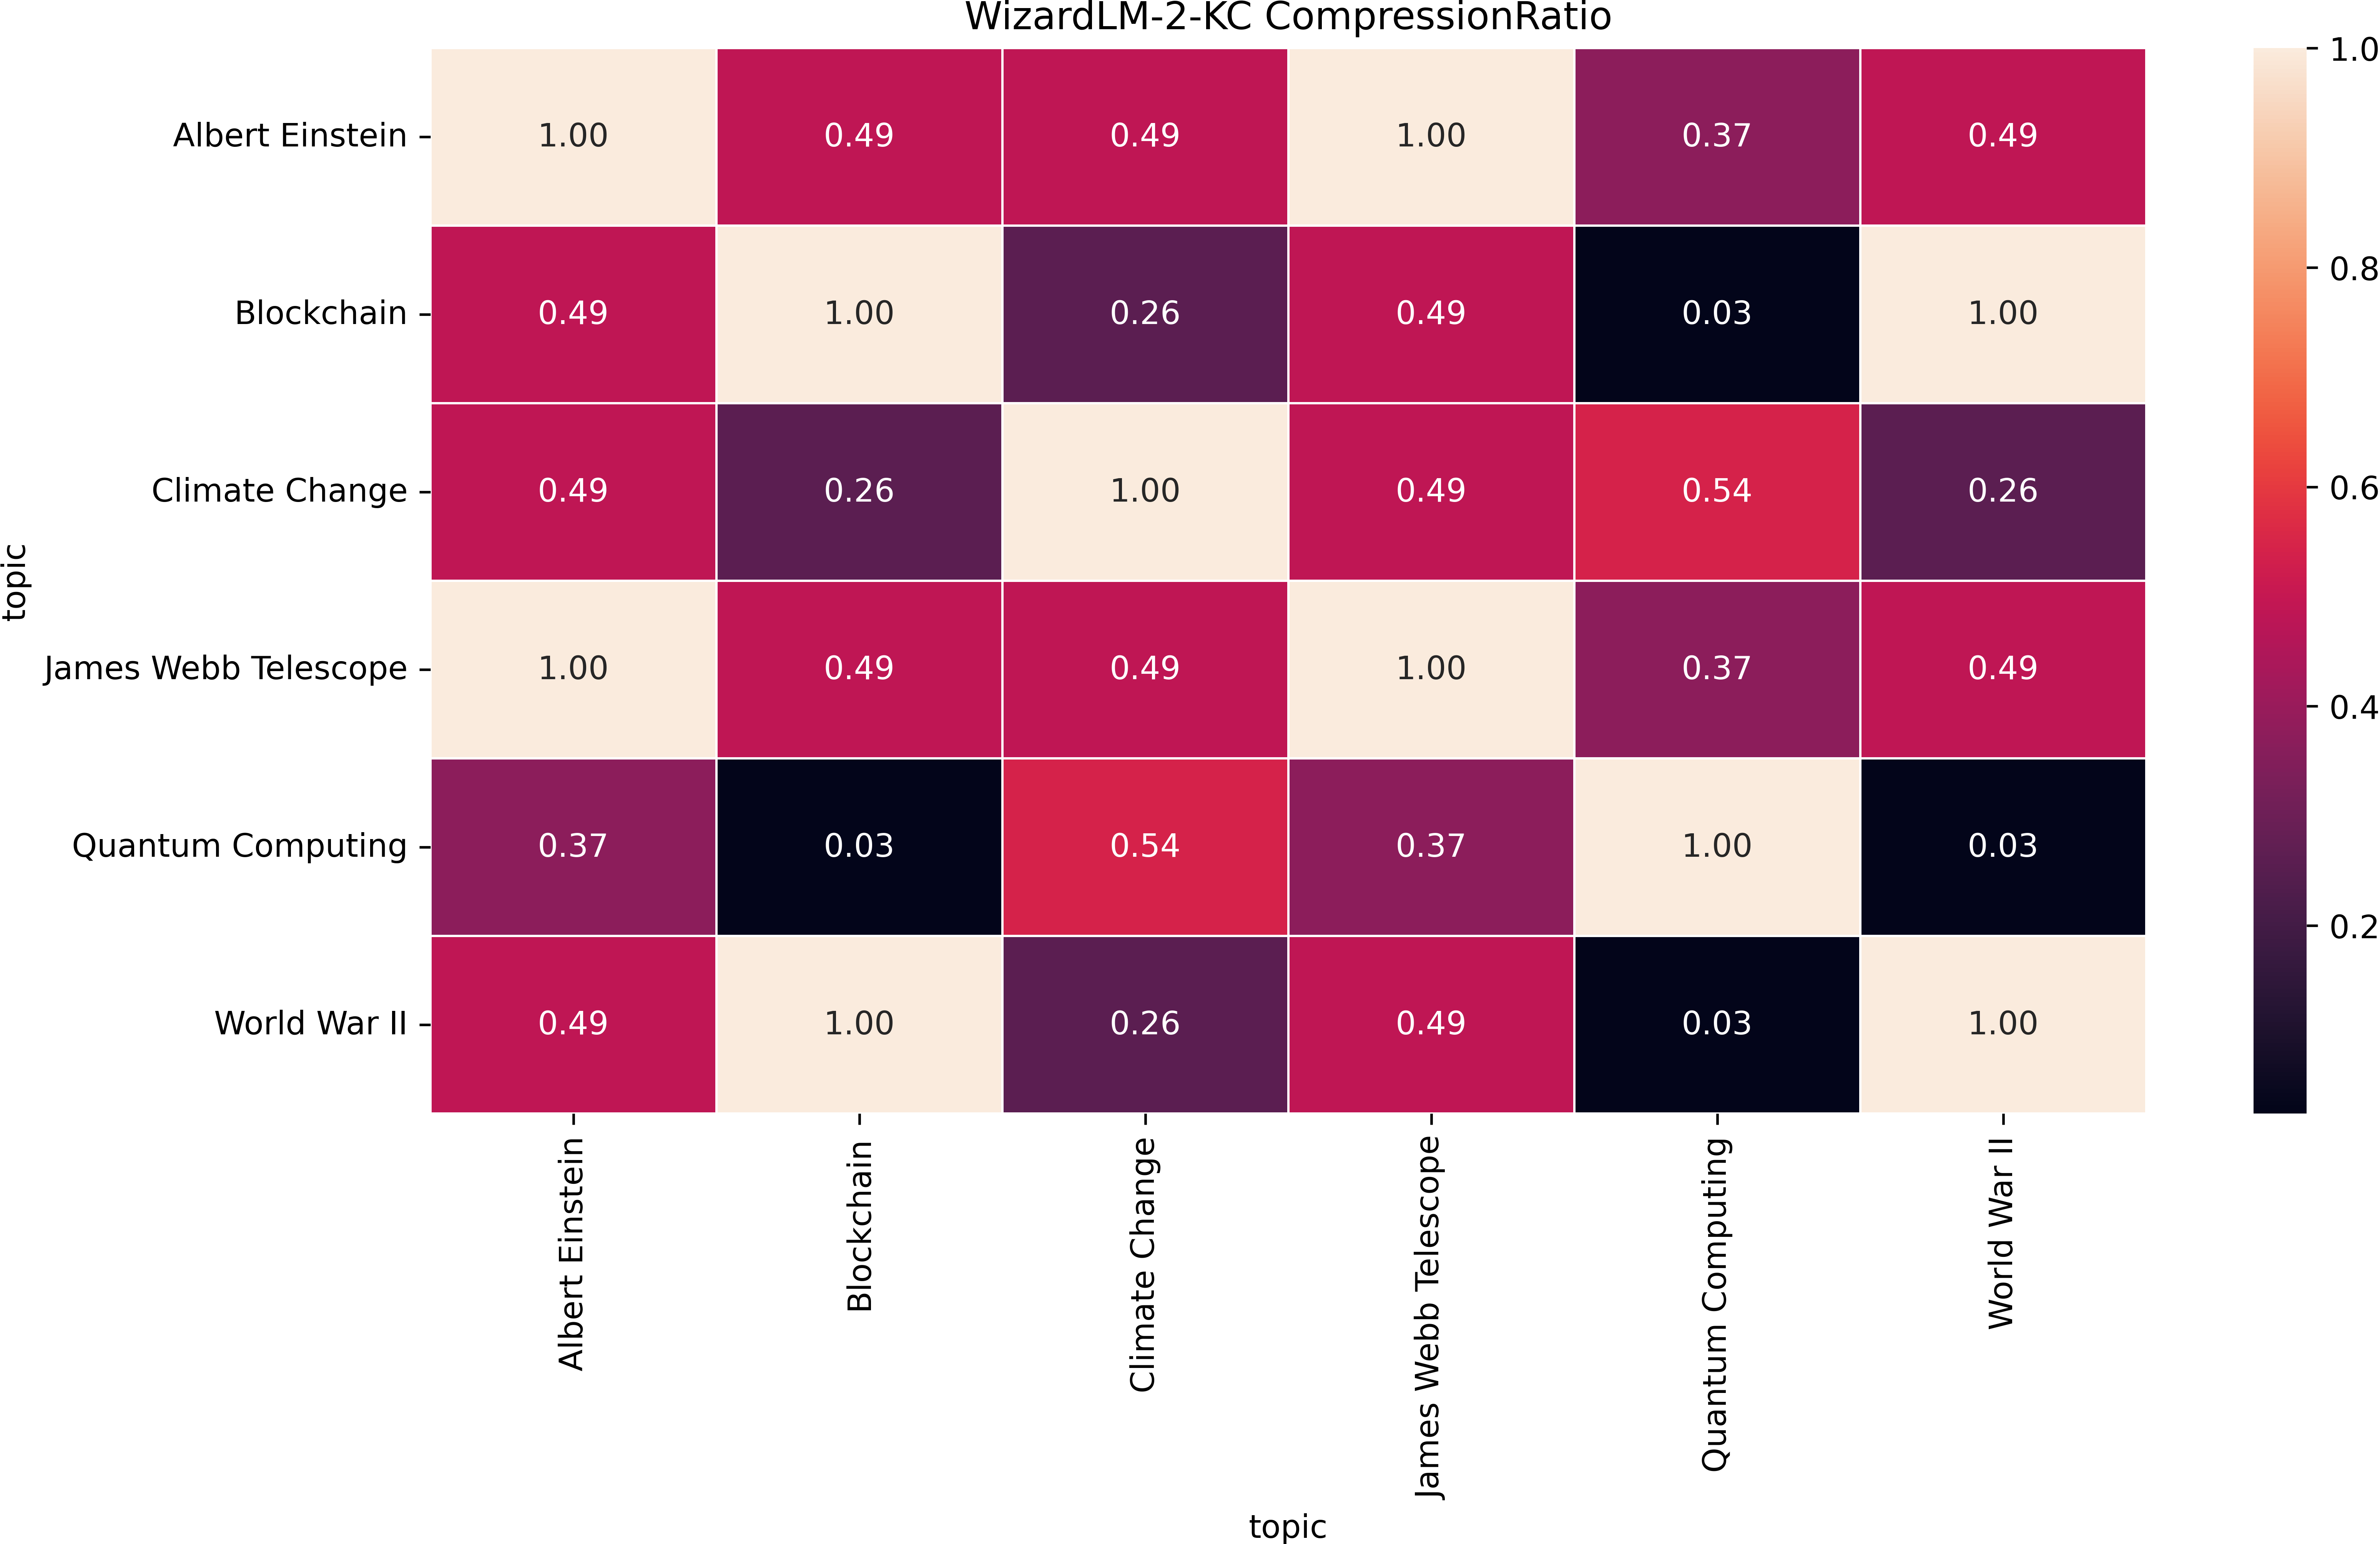 WizardLM-2-KC CompressionRatio
topic
Albert Einstein 1.00 0.49 0.49 1.00 0.37 0.49
Blockchain 0.49 1.00 0.26 0.49 0.03 1.00
Climate Change 0.49 0.26 1.00 0.49 0.54 0.26
James Webb Telescope 1.00 0.49 0.49 1.00 0.37 0.49
Quantum Computing 0.37 0.03 0.54 0.37 1.00 0.03
World War II 0.49 1.00 0.26 0.49 0.03 1.00
Albert Einstein
Blockchain
Climate Change
James Webb Telescope
Quantum Computing
World War II
topic
1.0
0.8
0.6
0.4
0.2